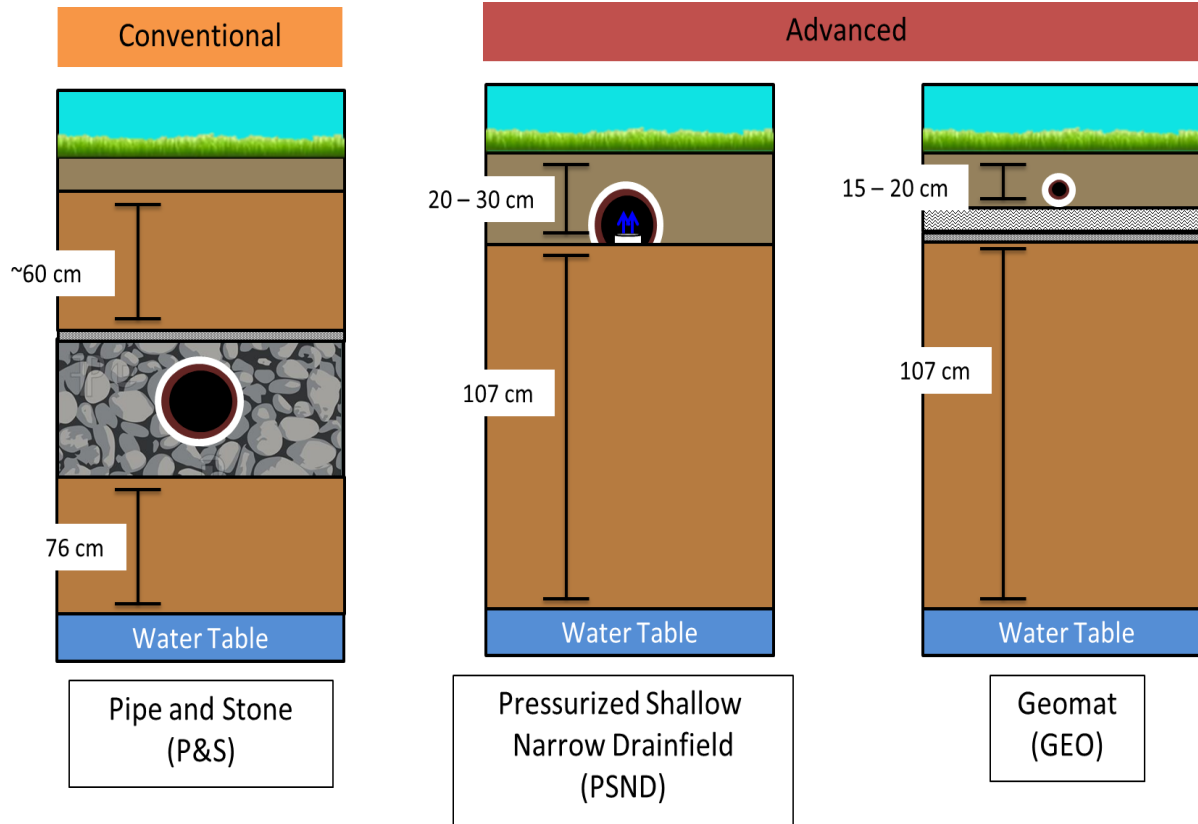 Conventional
Advanced
~60 cm
76 cm
20 – 30 cm
107 cm
15 – 20 cm
107 cm
Water Table
Water Table
Water Table
Pipe and Stone
(P&S)
Pressurized Shallow
Narrow Drainfield
(PSND)
Geomat
(GEO)